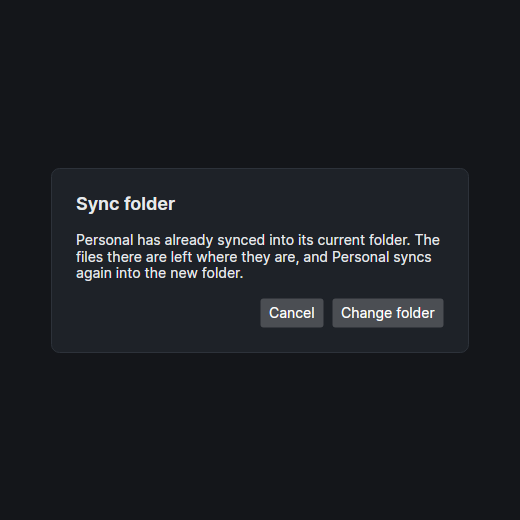 Sync folder
Personal has already synced into its current folder. The
files there are left where they are, and Personal syncs
again into the new folder.
Cancel
Change folder